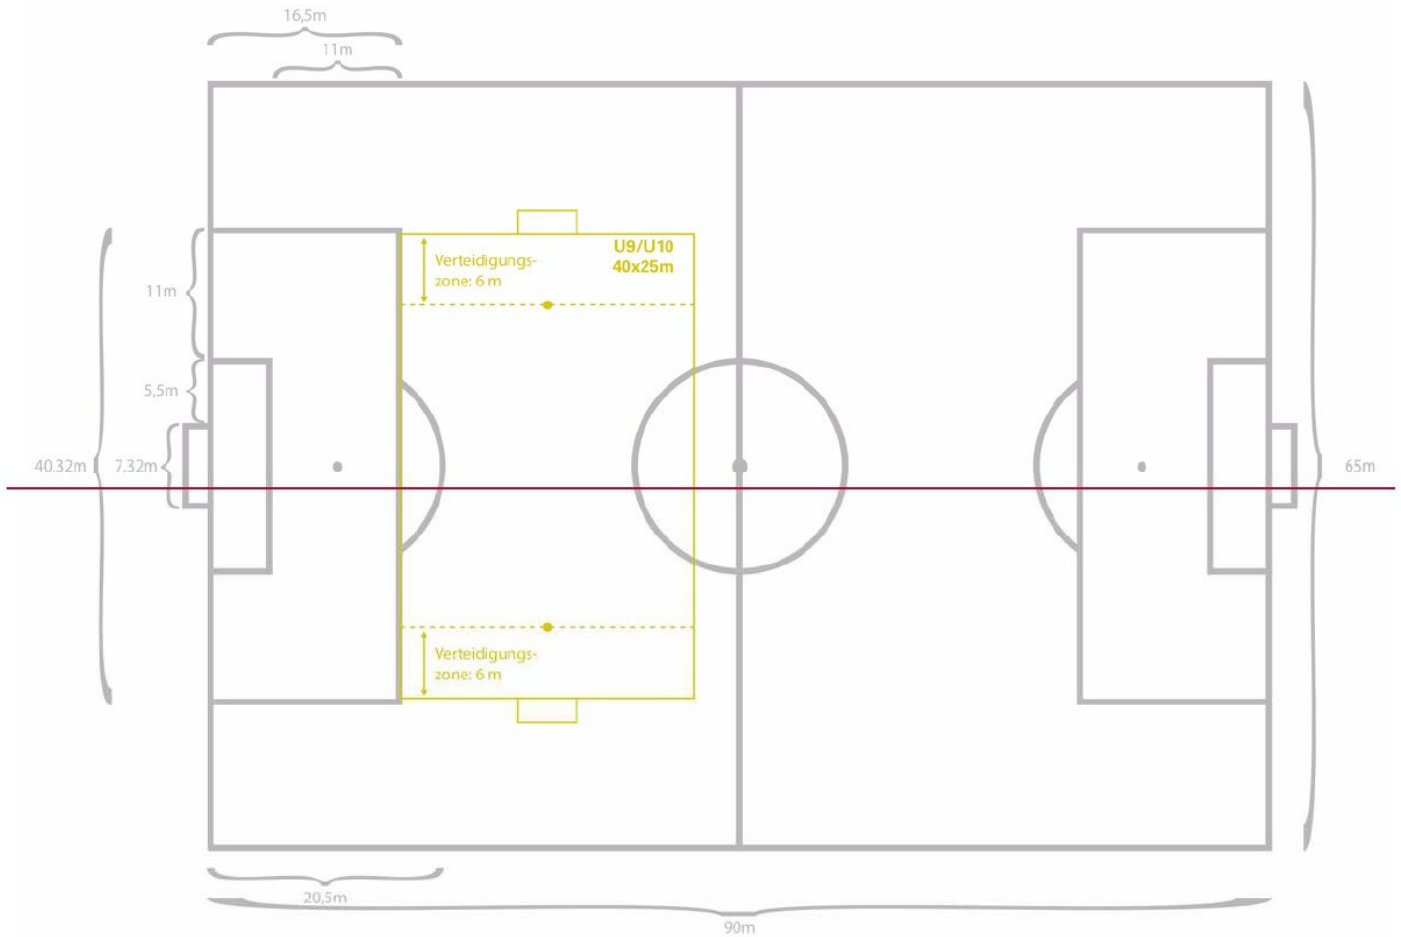 16,5m
11m
U9/U10
40x25m
Verteidigungs-
zone: 6 m
11m
5,5m
40.32m
7.32m
65m
Verteidigungs-
zone: 6 m
20,5m
90m